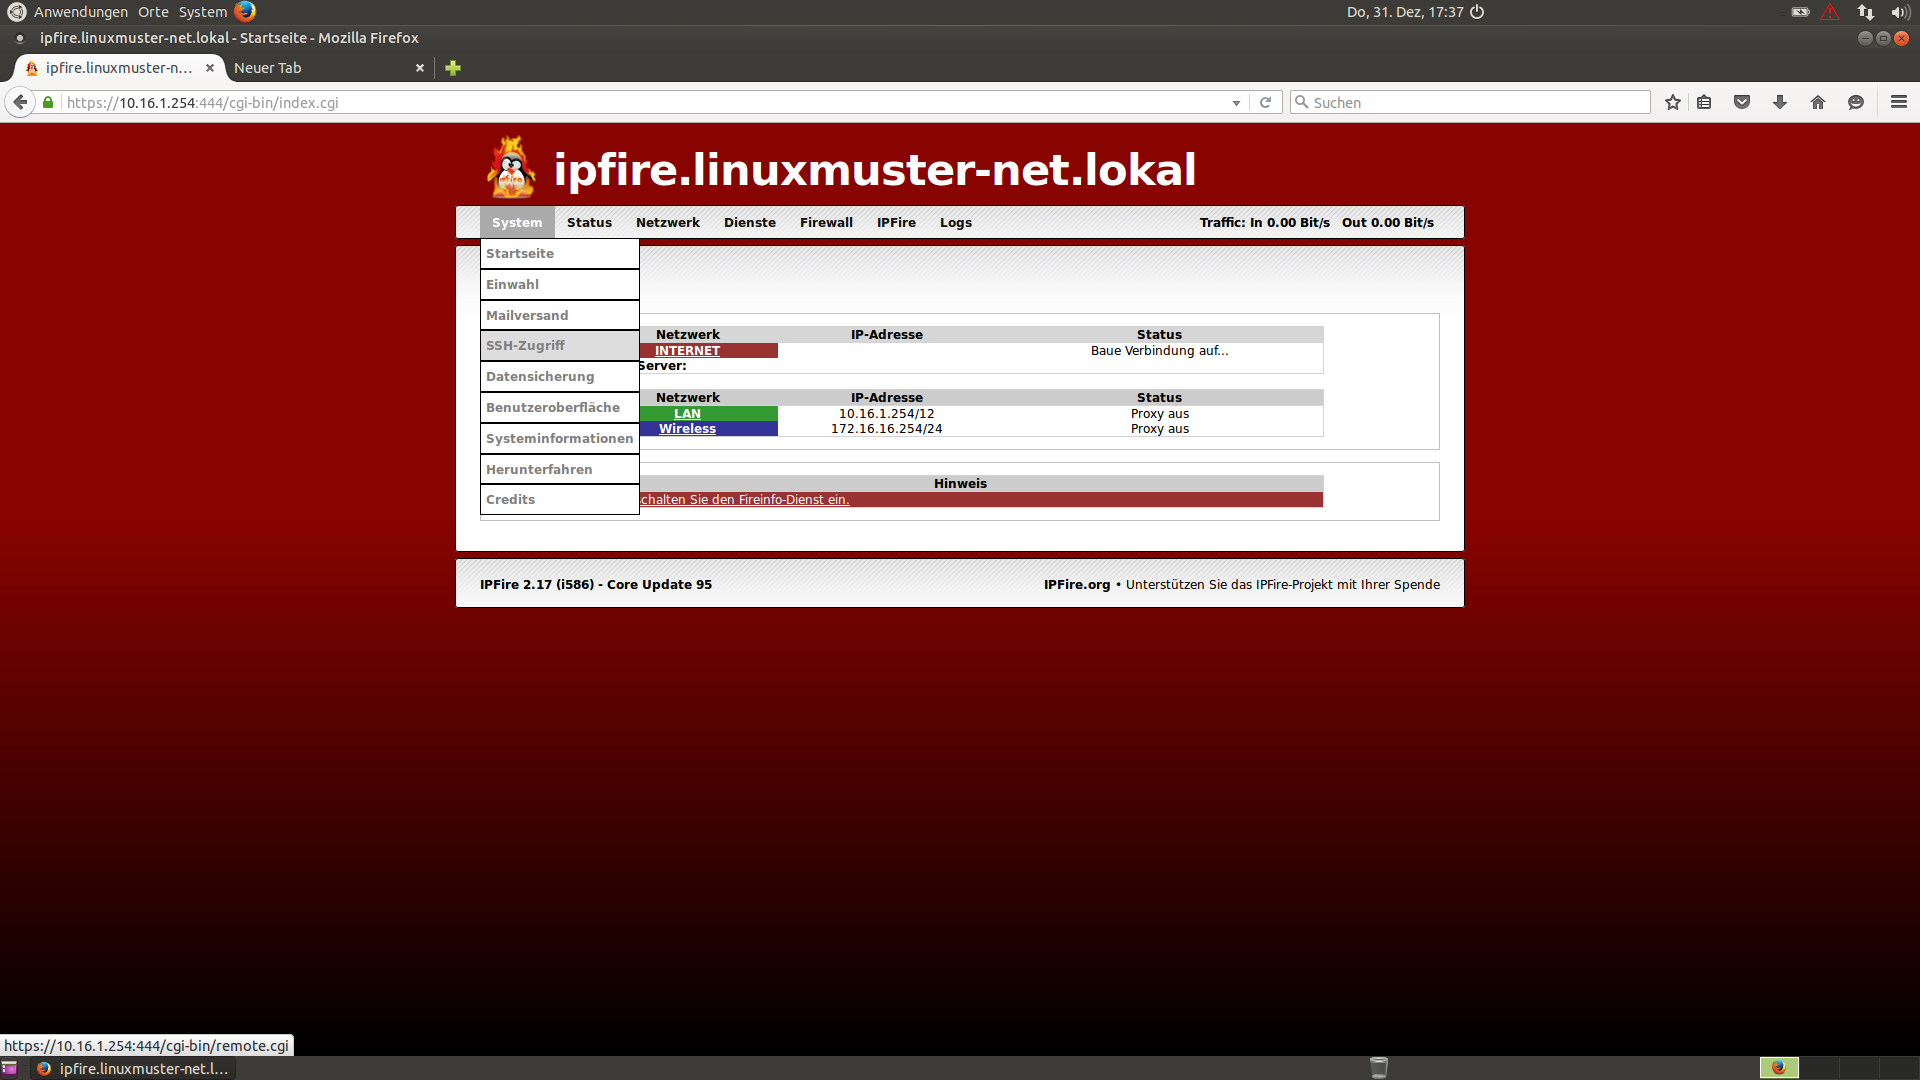 Anwendungen Orte System Do, 31. Dez, 17:37
ipfire.linuxmuster-net.lokal - Startseite - Mozilla Firefox
ipfire.linuxmuster-n... Neuer Tab
https://10.16.1.254:444/cgi-bin/index.cgi Suchen
ipfire.linuxmuster-net.lokal
System Status Netzwerk Dienste Firewall IPFire Logs Traffic: In 0.00 Bit/s Out 0.00 Bit/s
Startseite
Einwahl
Mailversand
SSH-Zugriff
Datensicherung
Benutzeroberfläche
Systeminformationen
Herunterfahren
Credits
Netzwerk IP-Adresse Status
INTERNET Baue Verbindung auf...
Server:
Netzwerk IP-Adresse Status
LAN 10.16.1.254/12 Proxy aus
Wireless 172.16.16.254/24 Proxy aus
Hinweis
schalten Sie den Fireinfo-Dienst ein.
IPFire 2.17 (i586) - Core Update 95 IPFire.org • Unterstützen Sie das IPFire-Projekt mit Ihrer Spende
https://10.16.1.254:444/cgi-bin/remote.cgi
ipfire.linuxmuster-net.l...